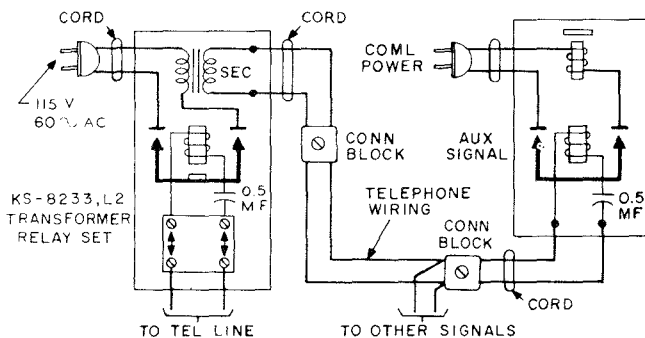 CORD
CORD
SEC
115 V
60~AC
KS-8233, L2
TRANSFORMER
RELAY SET
0.5
MF
TO TEL LINE
CONN
BLOCK
TELEPHONE
WIRING
CONN
BLOCK
TO OTHER SIGNALS
CORD
COML
POWER
AUX
SIGNAL
0.5
MF